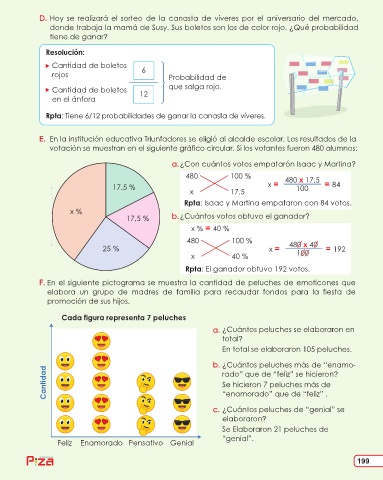 D. Hoy se realizará el sorteo de la canasta de víveres por el aniversario del mercado,
donde trabaja la mamá de Susy. Sus boletos son los de color rojo. ¿Qué probabilidad
tiene de ganar?
Resolución:
Cantidad de boletos
rojos
6
Cantidad de boletos
en el ánfora
12
Probabilidad de
que salga rojo.
Rpta: Tiene 6/12 probabilidades de ganar la canasta de víveres.
E. En la institución educativa Triunfadores se eligió al alcalde escolar. Los resultados de la
votación se muestran en el siguiente gráfico circular. Si los votantes fueron 480 alumnos:
17,5 %
x %
17,5 %
25 %
a. ¿Con cuántos votos empatarón Isaac y Martina?
480 100 %
x 17,5
x = 480 x 17,5 / 100 = 84
Rpta: Isaac y Martina empataron con 84 votos.
b. ¿Cuántos votos obtuvo el ganador?
x % = 40 %
480 100 %
x 40 %
x = 480 x 40 / 100 = 192
Rpta: El ganador obtuvo 192 votos.
F. En el siguiente pictograma se muestra la cantidad de peluches de emoticones que
elabora un grupo de madres de familia para recaudar fondos para la fiesta de
promoción de sus hijos.
Cada figura representa 7 peluches
Cantidad
Feliz Enamorado Pensativo Genial
a. ¿Cuántos peluches se elaboraron en
total?
En total se elaboraron 105 peluches.
b. ¿Cuántos peluches más de “enamo-
rado” que de “feliz” se hicieron?
Se hicieron 7 peluches más de
“enamorado” que de “feliz” .
c. ¿Cuántos peluches de “genial” se
elaboraron?
Se Elaboraron 21 peluches de
“genial”.
199